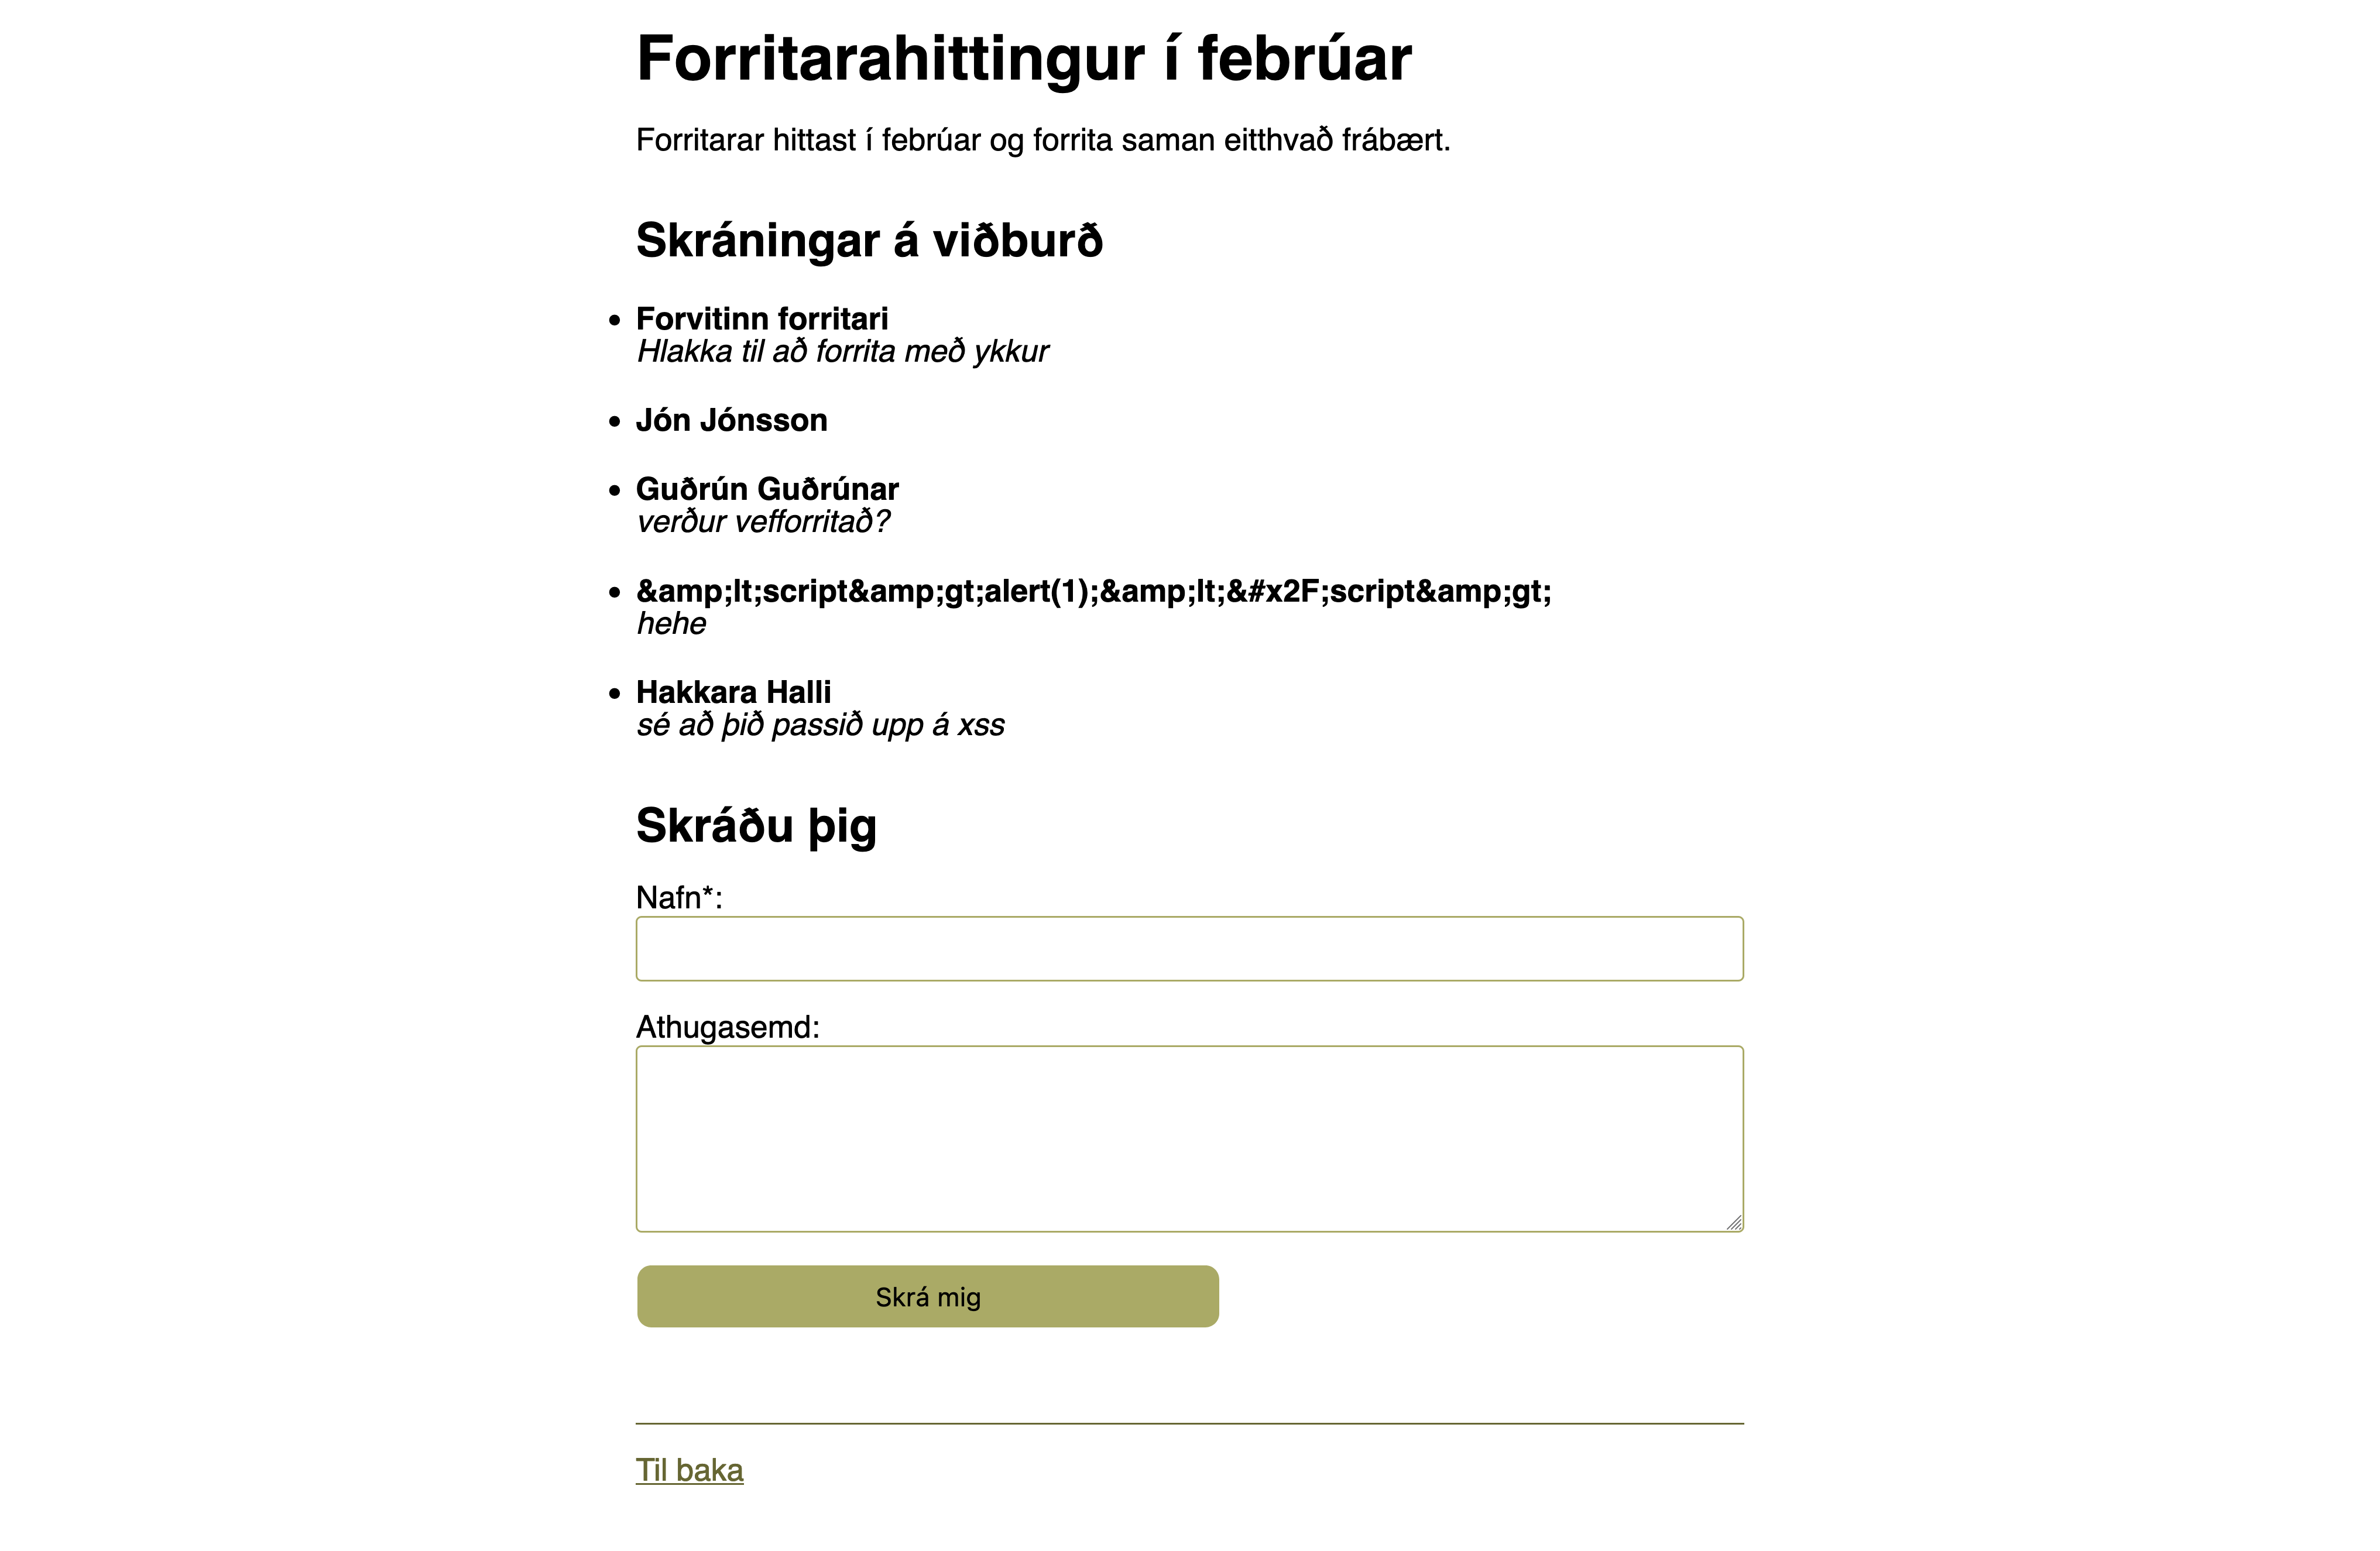 Forritarahittingur í febrúar
Forritarar hittast í febrúar og forrita saman eitthvað frábært.
Skráningar á viðburð
Forvitinn forritari
Hlakka til að forrita með ykkur
Jón Jónsson
Guðrún Guðrúnar
verður vefforritað?
&amp;lt;script&amp;gt;alert(1);&amp;lt;&#x2F;script&amp;gt;
hehe
Hakkara Halli
sé að þið passið upp á xss
Skráðu þig
Nafn*:
Athugasemd:
Skrá mig
Til baka